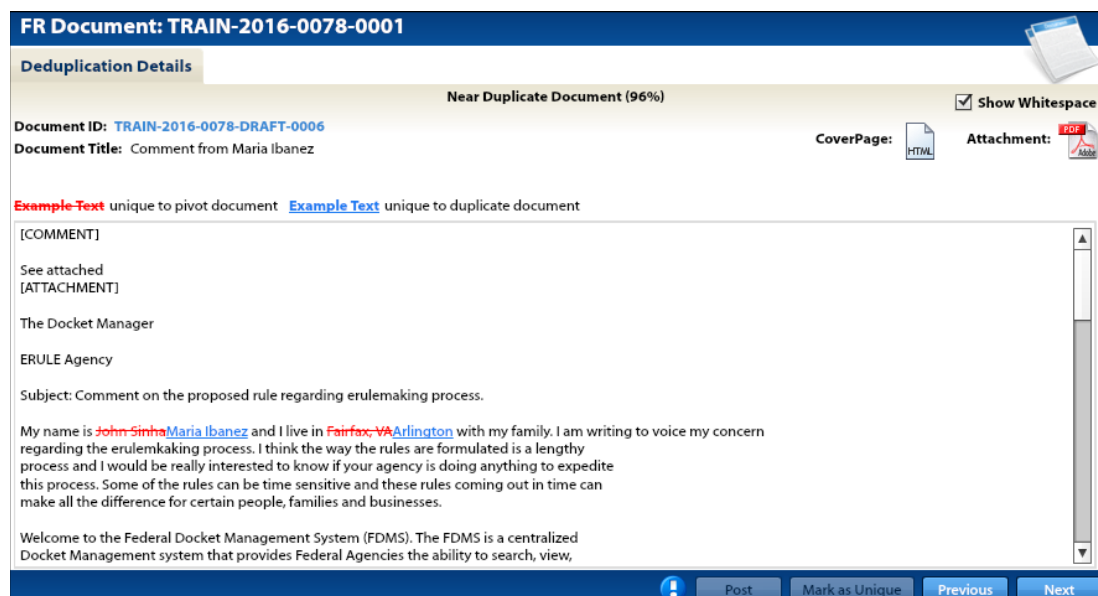 FR Document: TRAIN-2016-0078-0001
Deduplication Details
Near Duplicate Document (96%)
Show Whitespace
Document ID: TRAIN-2016-0078-DRAFT-0006
CoverPage: HTML Attachment: PDF Adobe
Document Title: Comment from Maria Ibanez
Example Text unique to pivot document Example Text unique to duplicate document
[COMMENT]
See attached
[ATTACHMENT]
The Docket Manager
ERULE Agency
Subject: Comment on the proposed rule regarding erulemaking process.
My name is John SinhaMaria Ibanez and I live in Fairfax, VAArlington with my family. I am writing to voice my concern
regarding the erulemkaking process. I think the way the rules are formulated is a lengthy
process and I would be really interested to know if your agency is doing anything to expedite
this process. Some of the rules can be time sensitive and these rules coming out in time can
make all the difference for certain people, families and businesses.
Welcome to the Federal Docket Management System (FDMS). The FDMS is a centralized
Docket Management system that provides Federal Agencies the ability to search, view,
Post Mark as Unique Previous Next